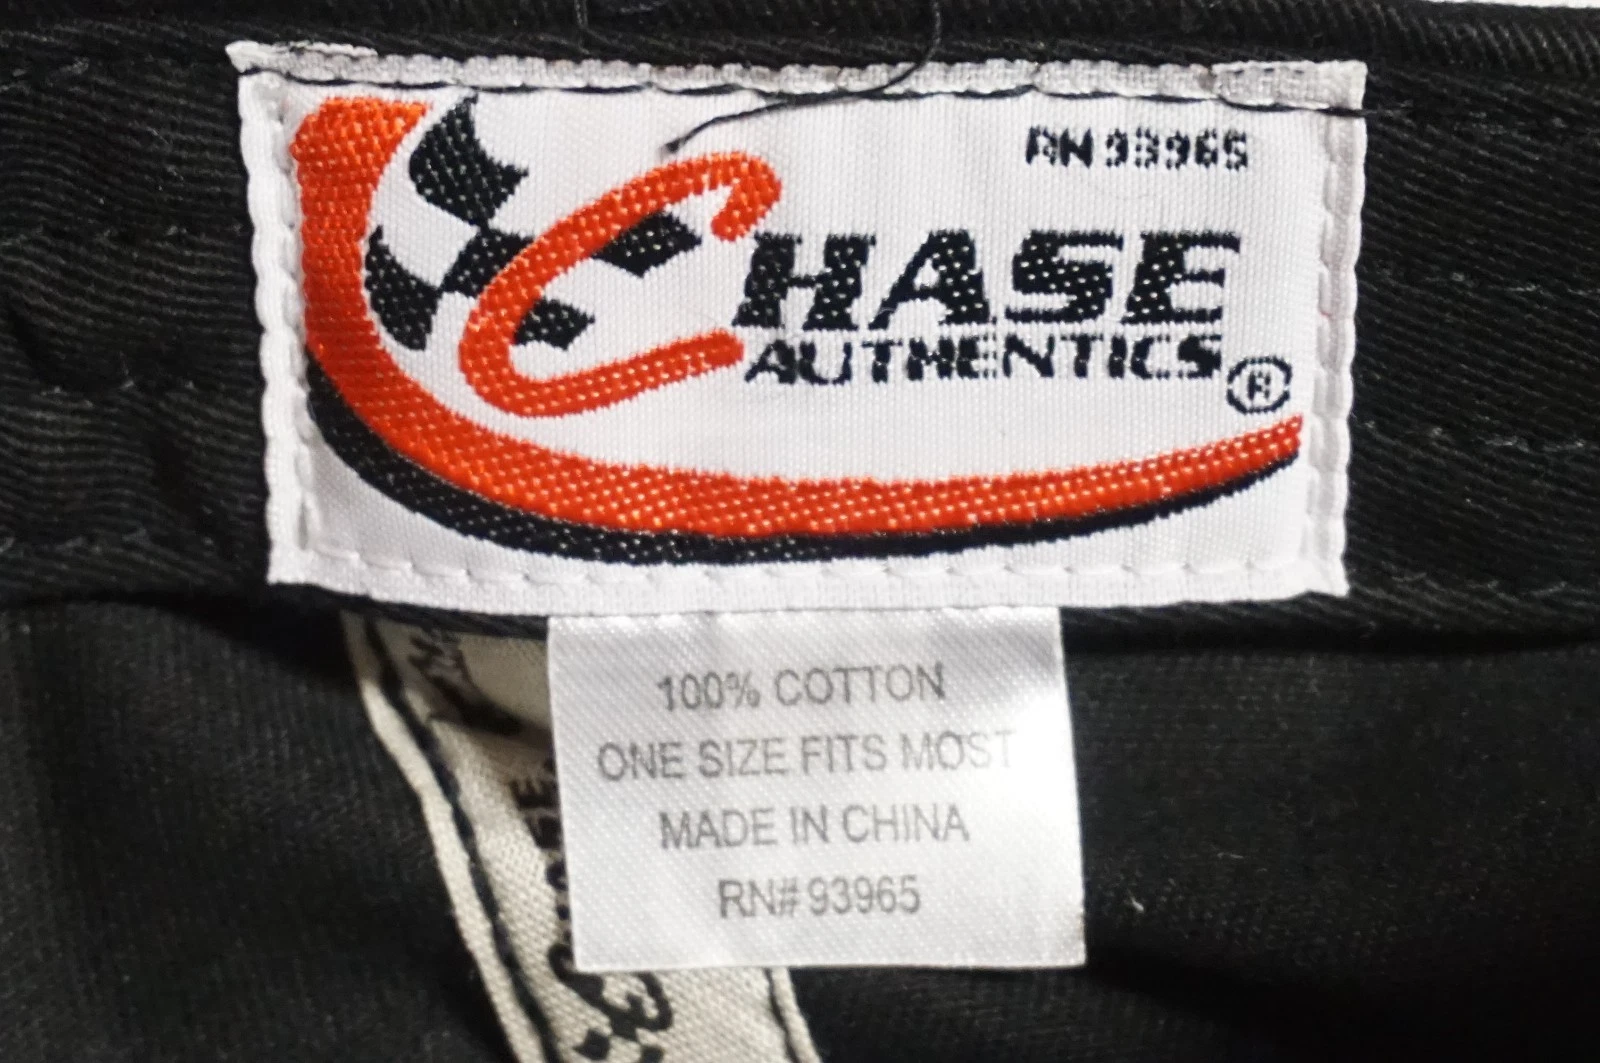 RN 93965
CHASE
AUTHENTICS®
100% COTTON
ONE SIZE FITS MOST
MADE IN CHINA
RN# 93965